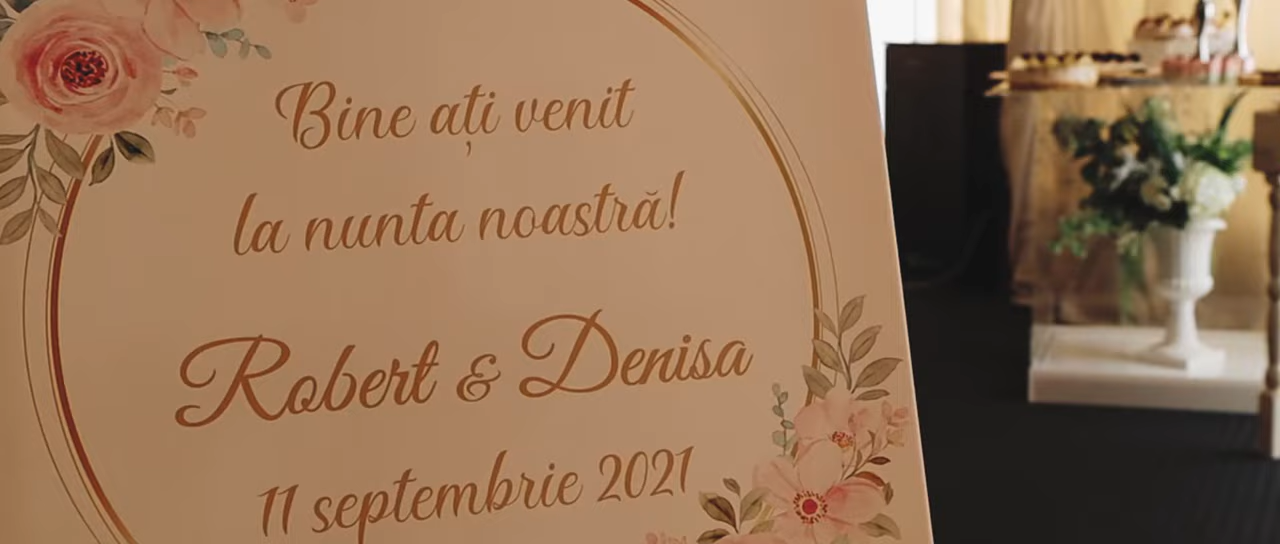 Bine ați venit
la nunta noastră!
Robert & Denisa
11 septembrie 2021